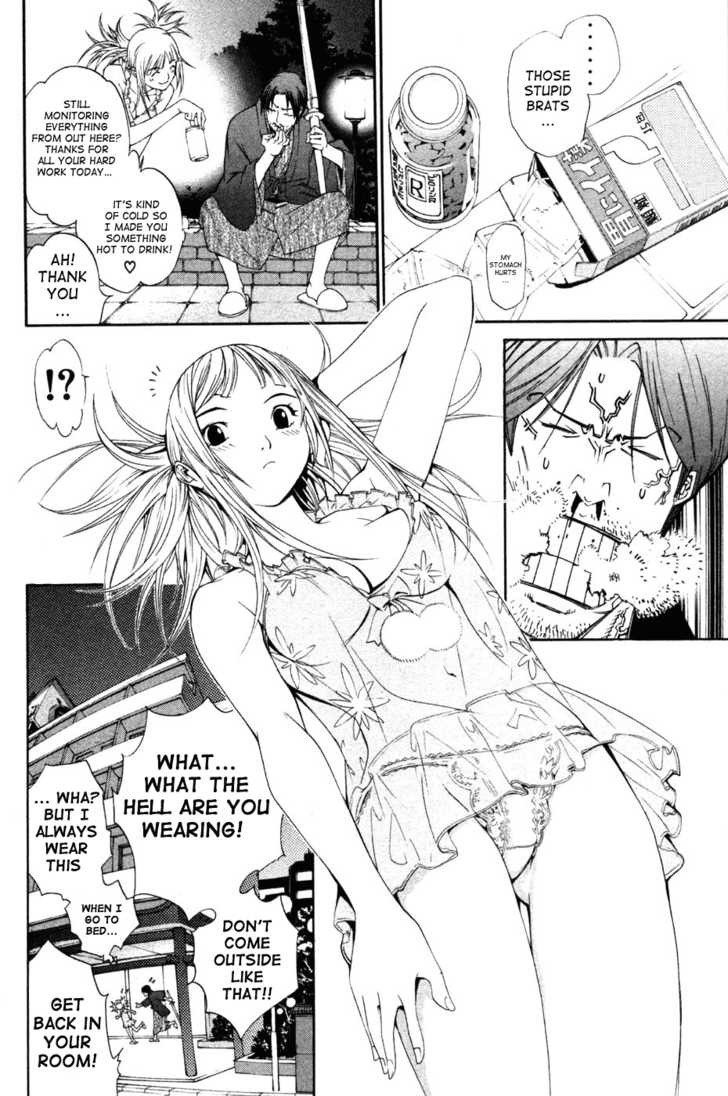 ......
THOSE
STUPID
BRATS
...
MY
STOMACH
HURTS
...
R
STILL
MONITORING
EVERYTHING
FROM OUT HERE?
THANKS FOR
ALL YOUR HARD
WORK TODAY...
IT'S KIND
OF COLD SO
I MADE YOU
SOMETHING
HOT TO DRINK!
♡
AH!
THANK
YOU
...
!?
WHAT...
WHAT THE
HELL ARE YOU
WEARING!
... WHA?
BUT I
ALWAYS
WEAR
THIS
WHEN I
GO TO
BED...
DON'T
COME
OUTSIDE
LIKE
THAT!!
GET
BACK IN
YOUR
ROOM!